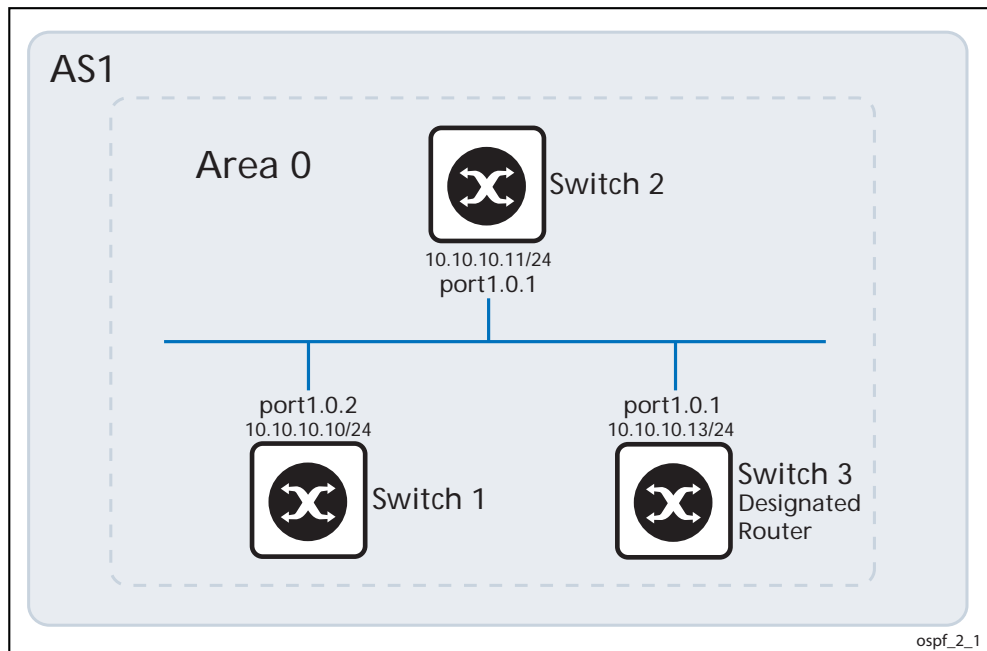 AS1
Area 0
Switch 2
10.10.10.11/24
port1.0.1
port1.0.2
10.10.10.10/24
Switch 1
port1.0.1
10.10.10.13/24
Switch 3
Designated
Router
ospf_2_1